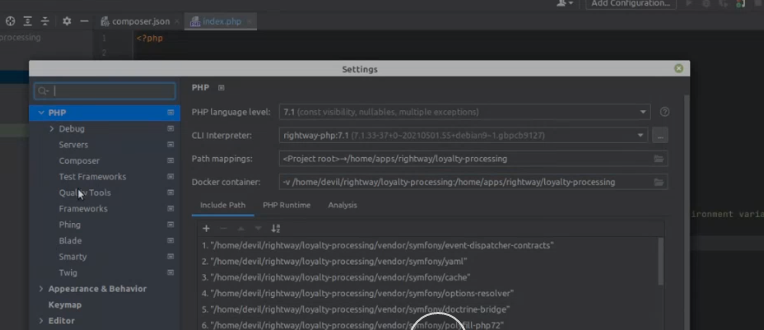 Add Configuration...
composer.json
index.php
processing
1
<?php
2
Settings
PHP
Debug
Servers
Composer
Test Frameworks
Quality Tools
Frameworks
Phing
Blade
Smarty
Twig
Appearance & Behavior
Keymap
Editor
PHP
PHP language level:
7.1 (const visibility, nullables, multiple exceptions)
CLI Interpreter:
rightway-php:7.1 (7.1.33-37+0~20210501.55+debian9~1.gbpcb9127)
...
Path mappings:
<Project root>→/home/apps/rightway/loyalty-processing
Docker container:
-v /home/devil/rightway/loyalty-processing:/home/apps/rightway/loyalty-processing
Include Path
PHP Runtime
Analysis
1. "/home/devil/rightway/loyalty-processing/vendor/symfony/event-dispatcher-contracts"
2. "/home/devil/rightway/loyalty-processing/vendor/symfony/yaml"
3. "/home/devil/rightway/loyalty-processing/vendor/symfony/cache"
4. "/home/devil/rightway/loyalty-processing/vendor/symfony/options-resolver"
5. "/home/devil/rightway/loyalty-processing/vendor/symfony/doctrine-bridge"
6. "/home/devil/rightway/loyalty-processing/vendor/symfony/polyfill-php72"
ironment varia